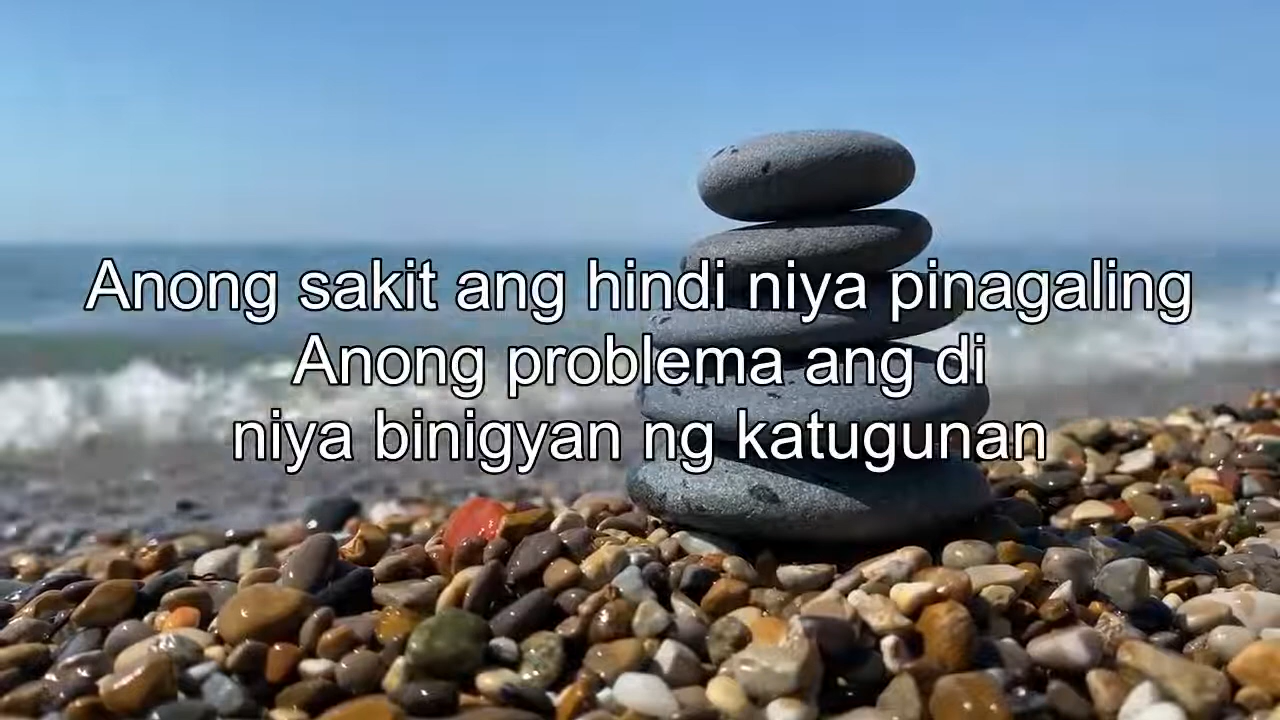 Anong sakit ang hindi niya pinagaling
Anong problema ang di
niya binigyan ng katugunan